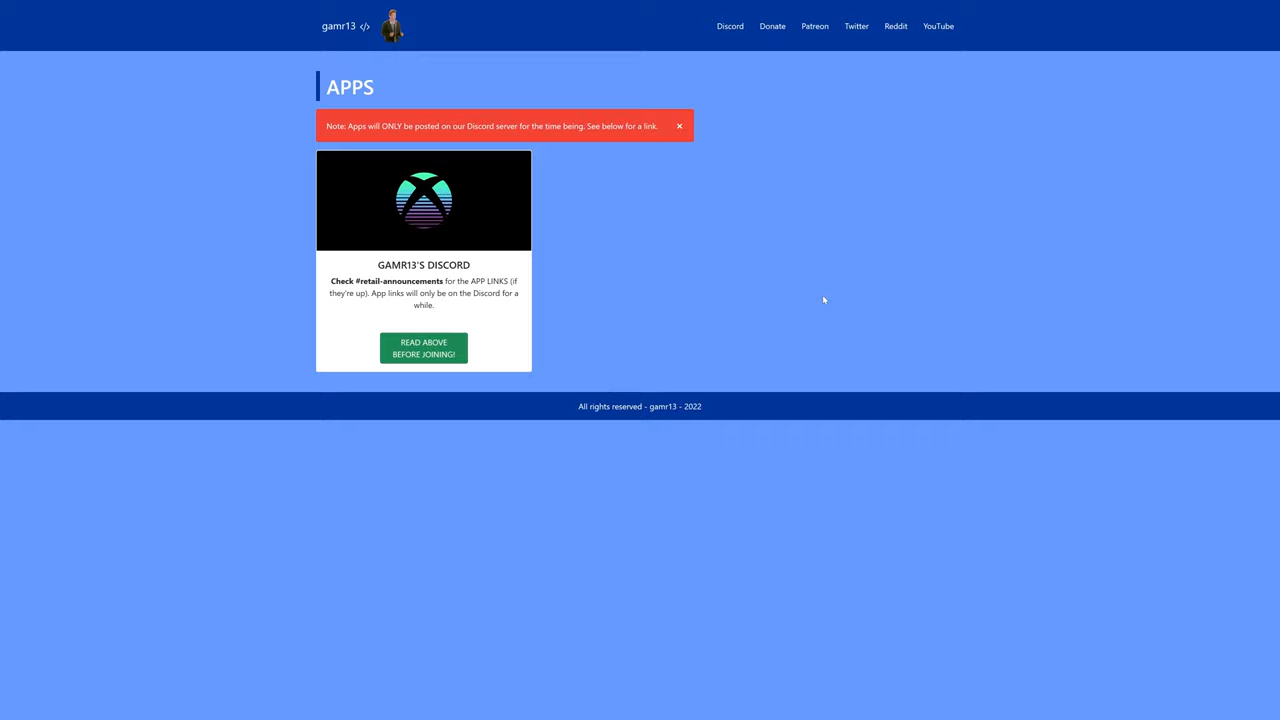 gamr13 </>
Discord Donate Patreon Twitter Reddit YouTube
APPS
Note: Apps will ONLY be posted on our Discord server for the time being. See below for a link. ×
GAMR13'S DISCORD
Check #retail-announcements for the APP LINKS (if
they're up). App links will only be on the Discord for a
while.
READ ABOVE
BEFORE JOINING!
All rights reserved - gamr13 - 2022